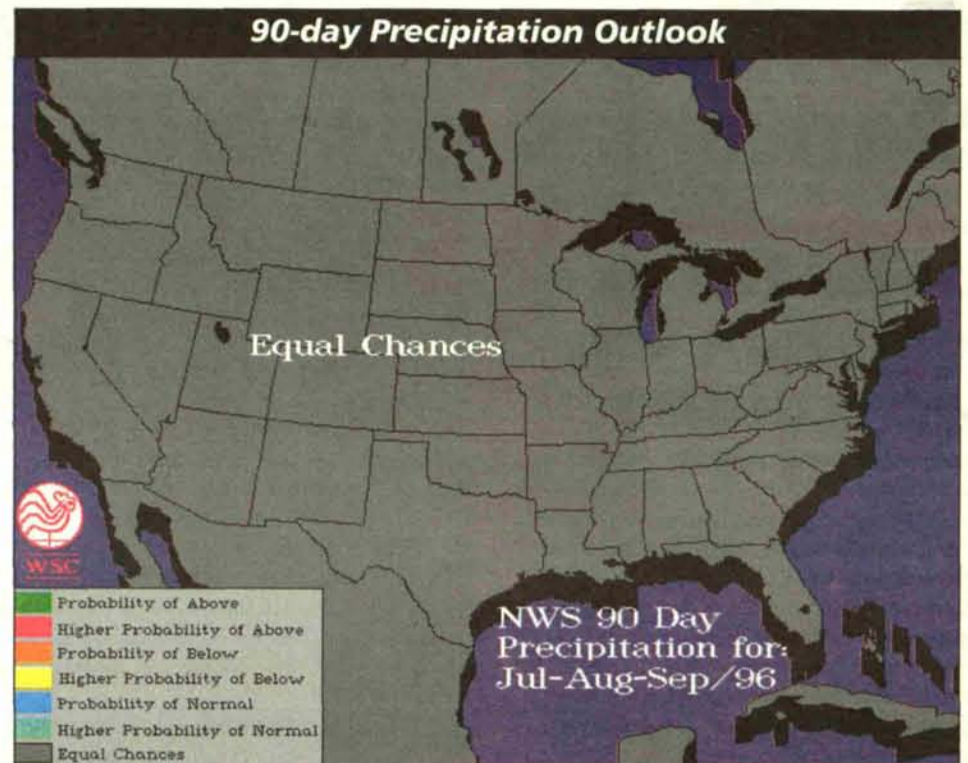 90-day Precipitation Outlook
Equal Chances
WSC
Probability of Above
Higher Probability of Above
Probability of Below
Higher Probability of Below
Probability of Normal
Higher Probability of Normal
Equal Chances
NWS 90 Day
Precipitation for:
Jul-Aug-Sep/96